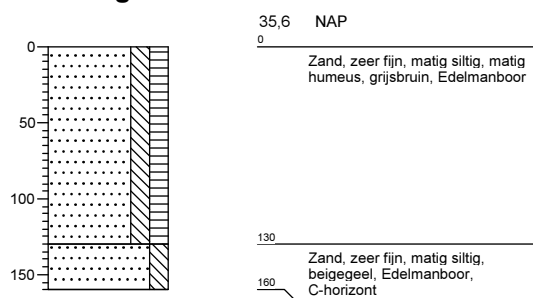 35,6 NAP
0
Zand, zeer fijn, matig siltig, matig
humeus, grijsbruin, Edelmanboor
130
Zand, zeer fijn, matig siltig,
beigegeel, Edelmanboor,
C-horizont
160
0
50
100
150